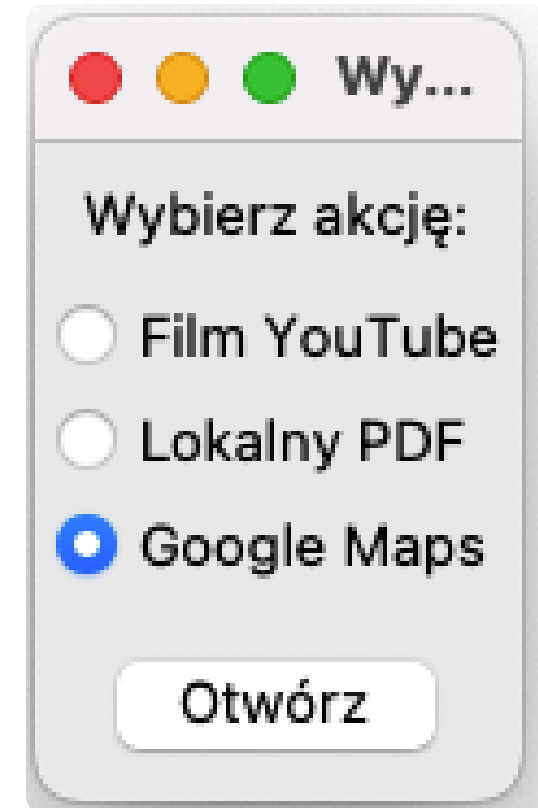 Wy...
Wybierz akcję:
Film YouTube
Lokalny PDF
Google Maps
Otwórz